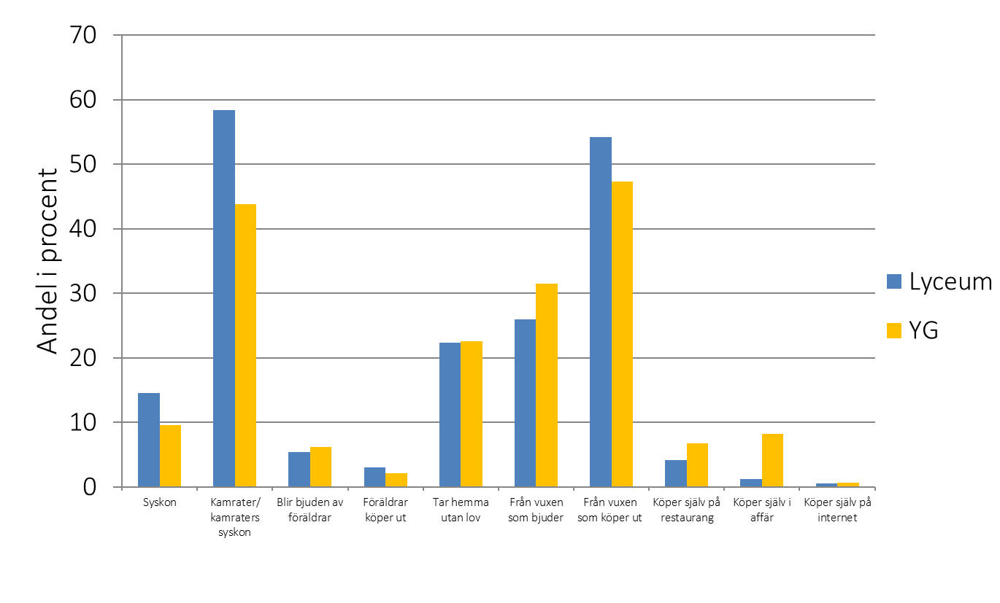 70
60
50
40
30
20
10
0
Andel i procent
Syskon
Kamrater/
kamraters
syskon
Blir bjuden av
föräldrar
Föräldrar
köper ut
Tar hemma
utan lov
Från vuxen
som bjuder
Från vuxen
som köper ut
Köper själv på
restaurang
Köper själv i
affär
Köper själv på
internet
Lyceum
YG